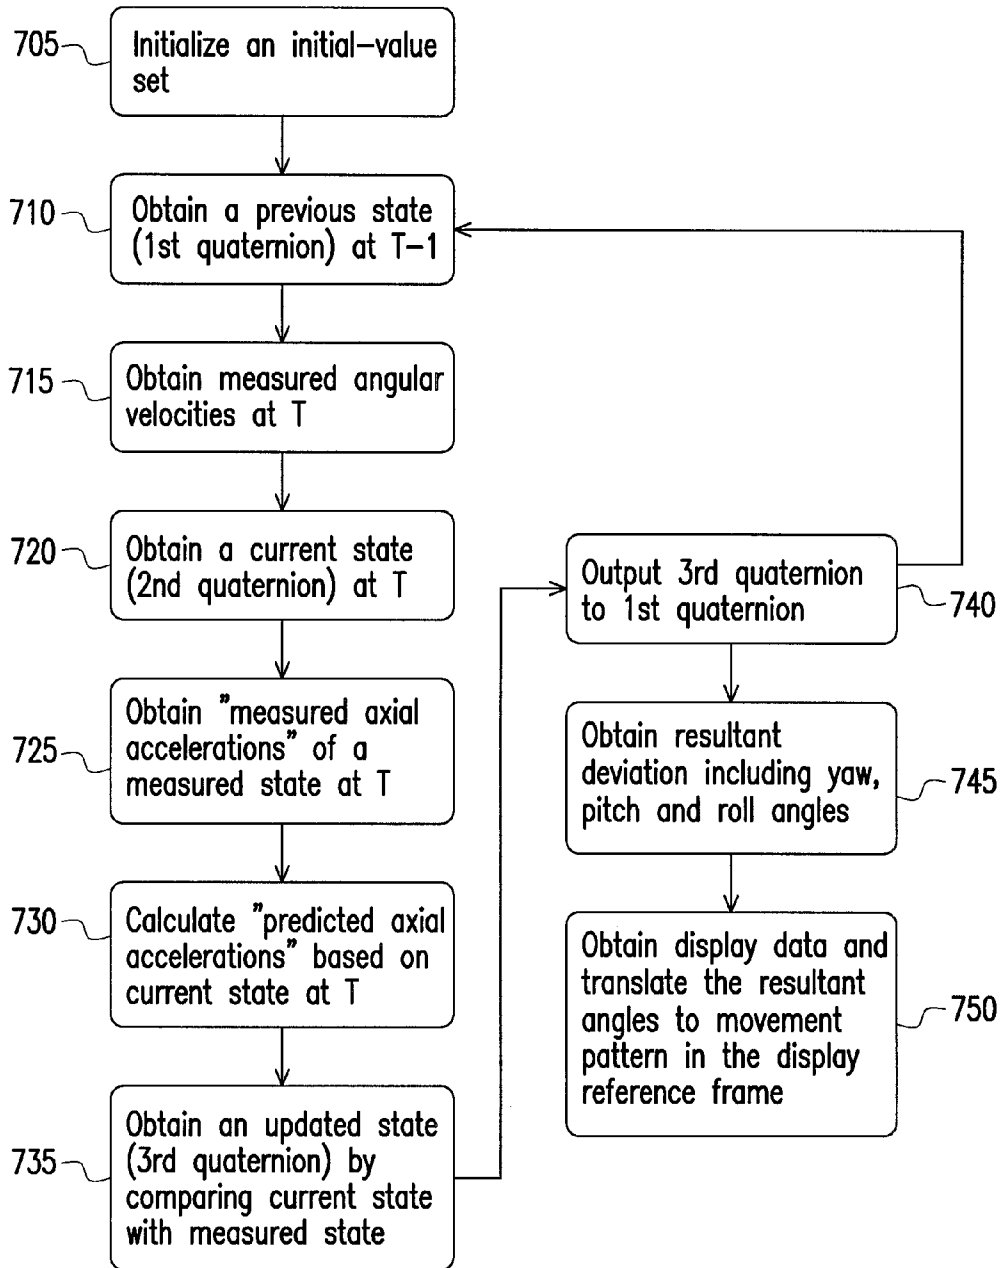 705
Initialize an initial-value
set
710
Obtain a previous state
(1st quaternion) at T-1
715
Obtain measured angular
velocities at T
720
Obtain a current state
(2nd quaternion) at T
725
Obtain "measured axial
accelerations" of a
measured state at T
730
Calculate "predicted axial
accelerations" based on
current state at T
735
Obtain an updated state
(3rd quaternion) by
comparing current state
with measured state
Output 3rd quaternion
to 1st quaternion
740
Obtain resultant
deviation including yaw,
pitch and roll angles
745
Obtain display data and
translate the resultant
angles to movement
pattern in the display
reference frame
750